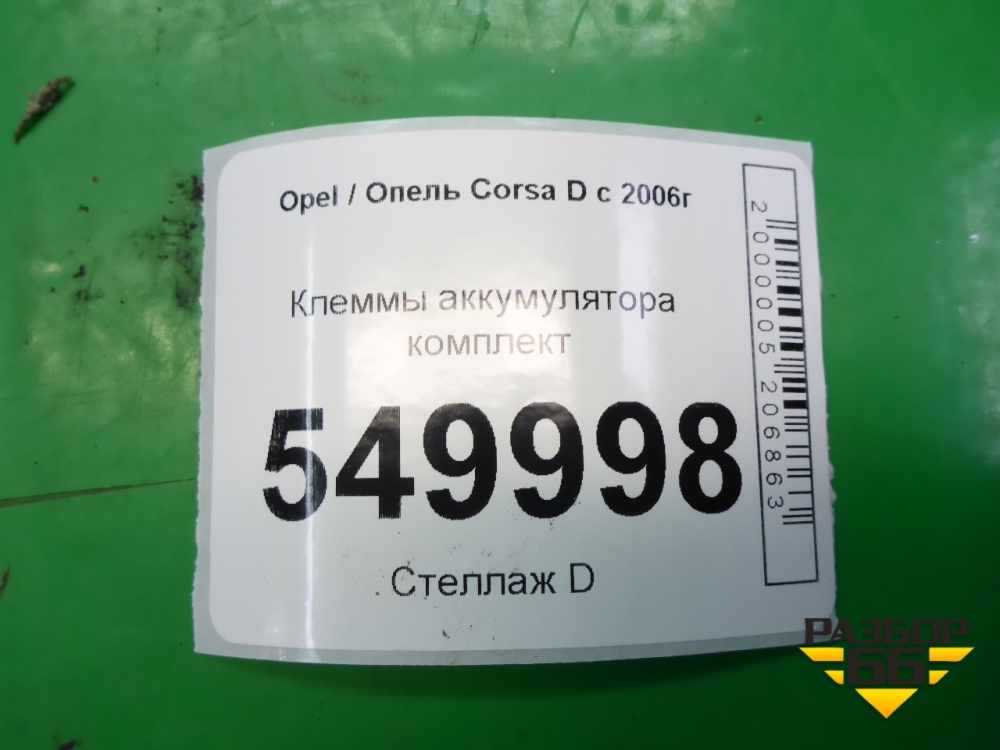 Opel / Опель Corsa D с 2006г
Клеммы аккумулятора
комплект
549998
Стеллаж D
2000005206863
РАЗБОР
66